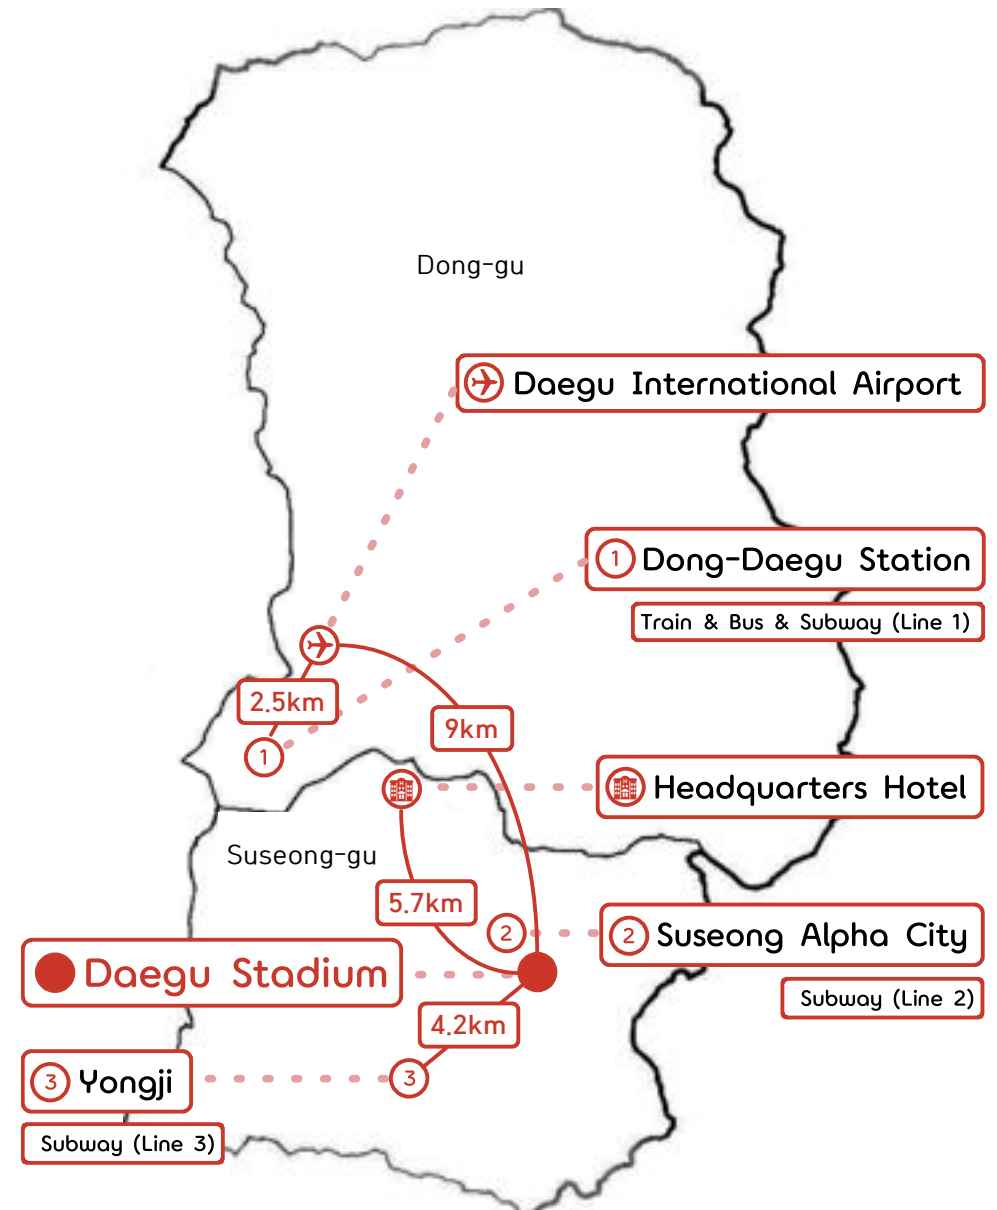 Dong-gu
Daegu International Airport
1 Dong-Daegu Station
Train & Bus & Subway (Line 1)
2.5km
9km
1
Headquarters Hotel
Suseong-gu
5.7km
2
2 Suseong Alpha City
Daegu Stadium
Subway (Line 2)
4.2km
3 Yongji
3
Subway (Line 3)